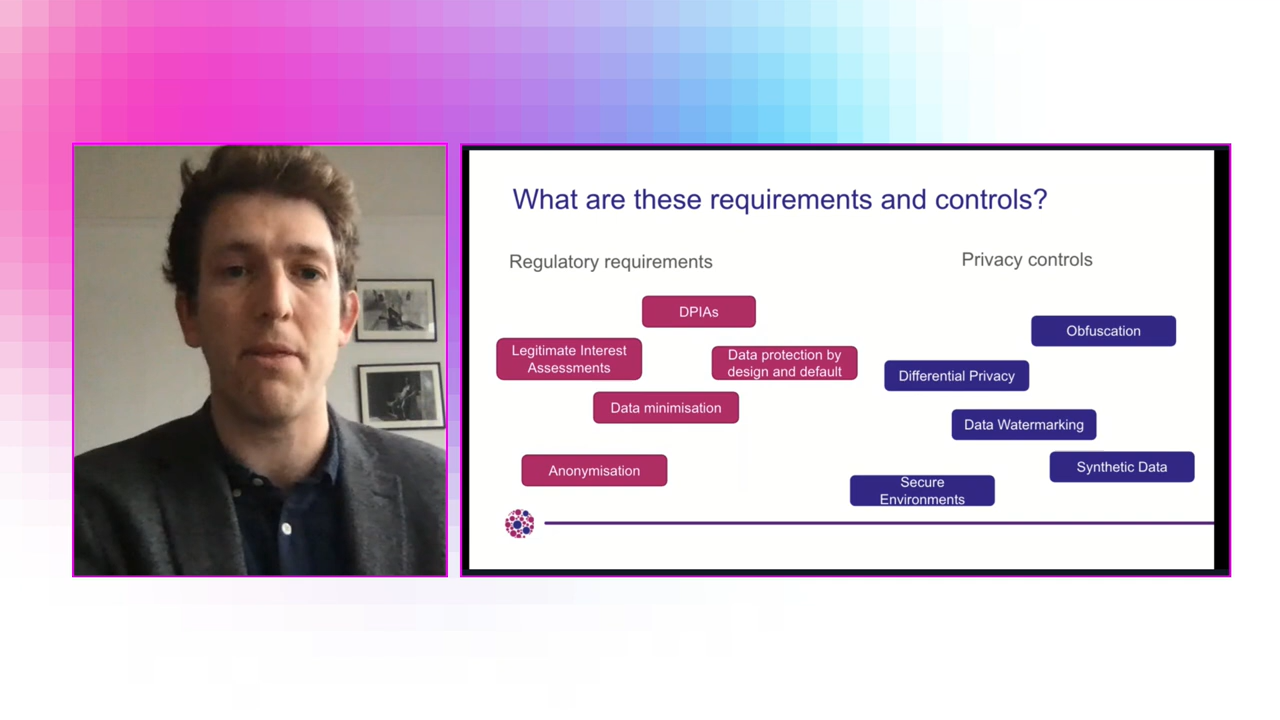 What are these requirements and controls?
Regulatory requirements
Privacy controls
DPIAs
Obfuscation
Legitimate Interest
Assessments
Data protection by
design and default
Differential Privacy
Data minimisation
Data Watermarking
Anonymisation
Synthetic Data
Secure
Environments